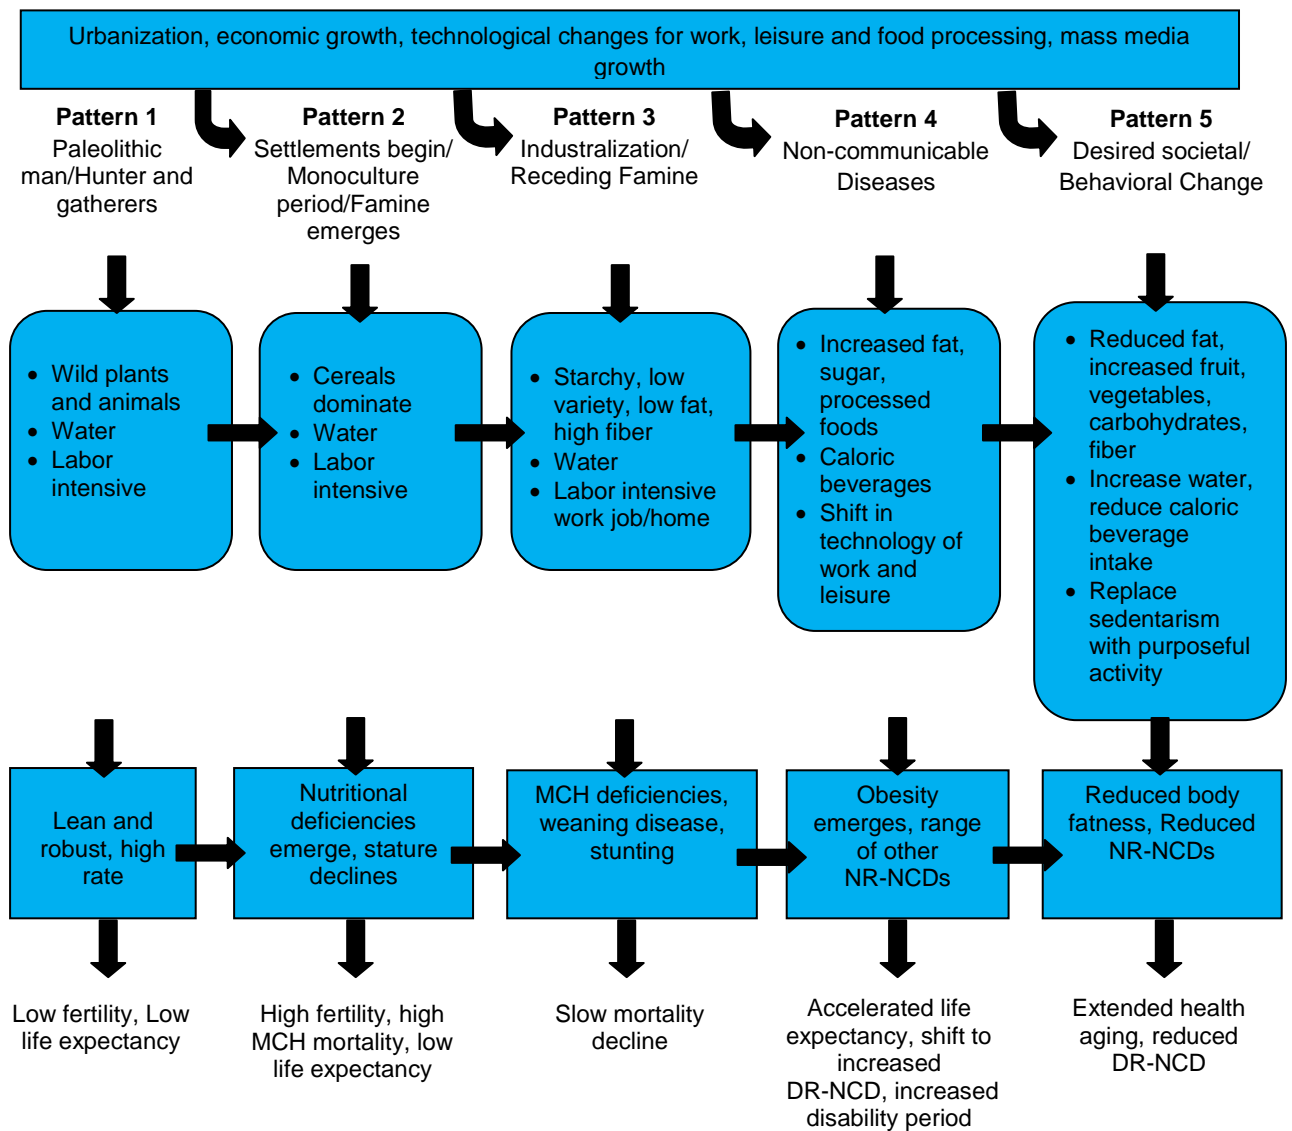 Urbanization, economic growth, technological changes for work, leisure and food processing, mass media
growth
Pattern 1
Paleolithic
man/Hunter and
gatherers
Pattern 2
Settlements begin/
Monoculture
period/Famine
emerges
Pattern 3
Industralization/
Receding Famine
Pattern 4
Non-communicable
Diseases
Pattern 5
Desired societal/
Behavioral Change
• Wild plants
and animals
• Water
• Labor
intensive
• Cereals
dominate
• Water
• Labor
intensive
• Starchy, low
variety, low fat,
high fiber
• Water
• Labor intensive
work job/home
• Increased fat,
sugar,
processed
foods
• Caloric
beverages
• Shift in
technology of
work and
leisure
• Reduced fat,
increased fruit,
vegetables,
carbohydrates,
fiber
• Increase water,
reduce caloric
beverage
intake
• Replace
sedentarism
with purposeful
activity
Lean and
robust, high
rate
Nutritional
deficiencies
emerge, stature
declines
MCH deficiencies,
weaning disease,
stunting
Obesity
emerges, range
of other
NR-NCDs
Reduced body
fatness, Reduced
NR-NCDs
Low fertility, Low
life expectancy
High fertility, high
MCH mortality, low
life expectancy
Slow mortality
decline
Accelerated life
expectancy, shift to
increased
DR-NCD, increased
disability period
Extended health
aging, reduced
DR-NCD